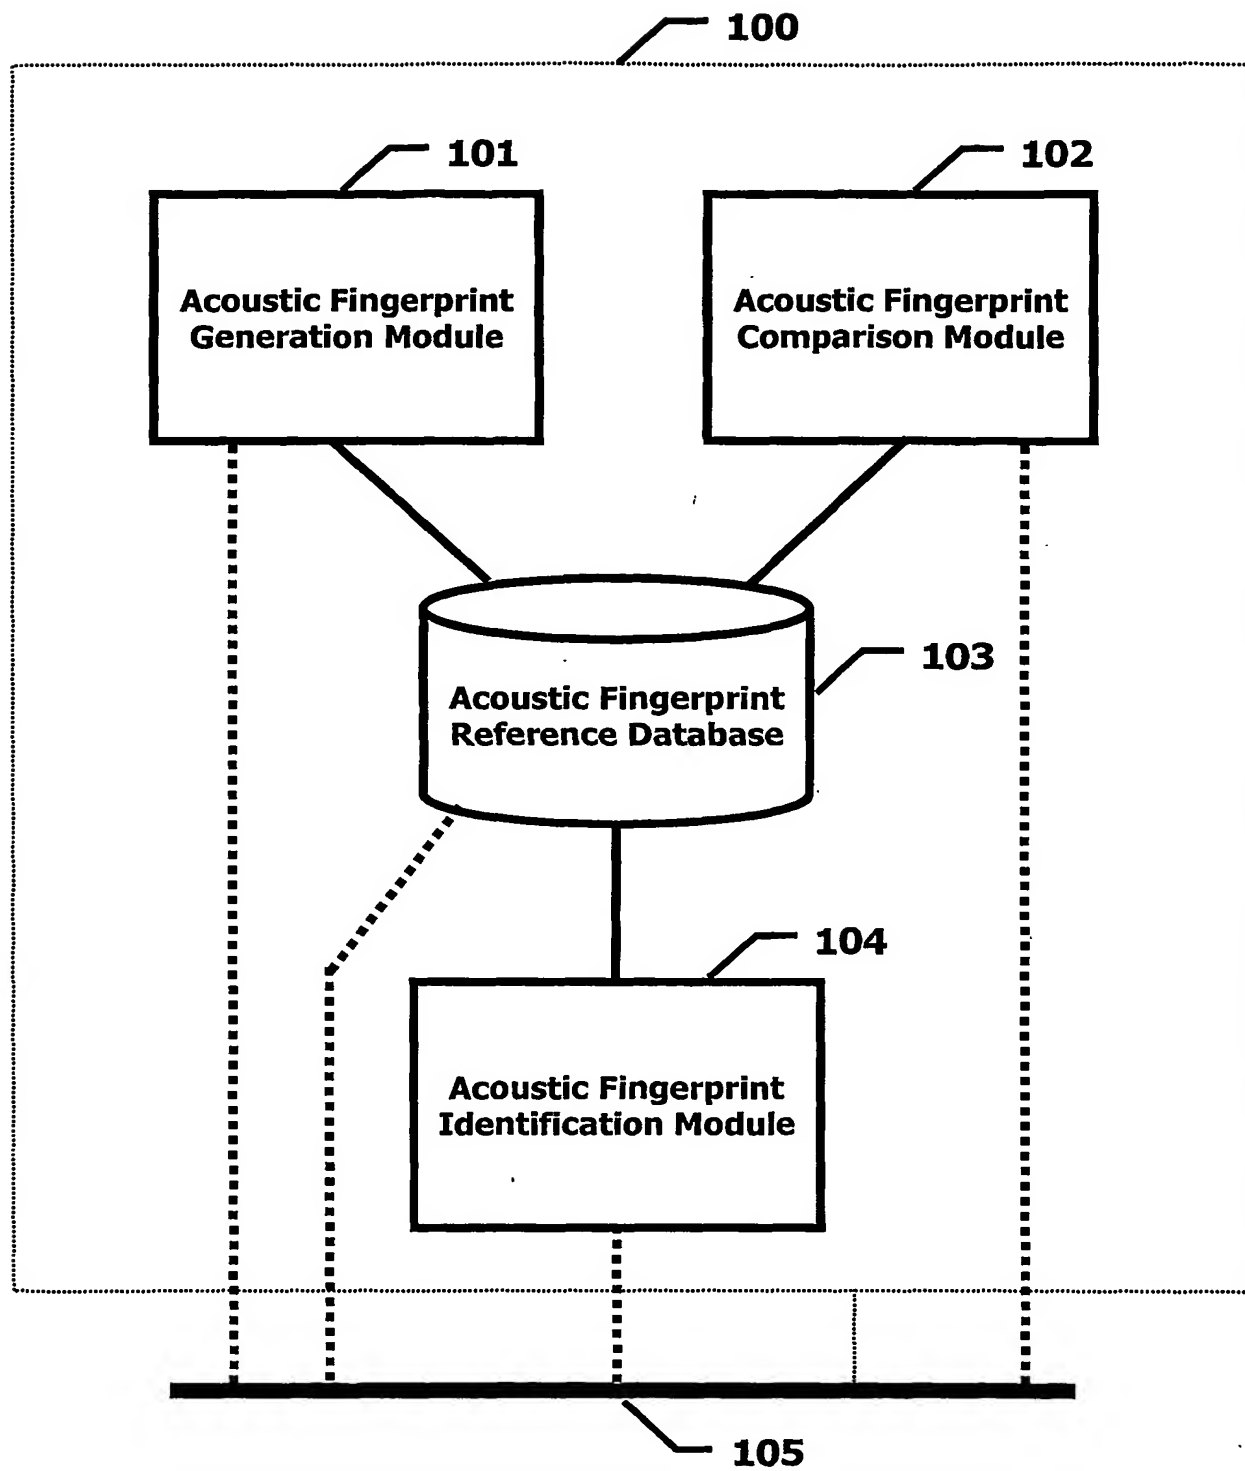 100
101
102
Acoustic Fingerprint
Generation Module
Acoustic Fingerprint
Comparison Module
103
Acoustic Fingerprint
Reference Database
104
Acoustic Fingerprint
Identification Module
105